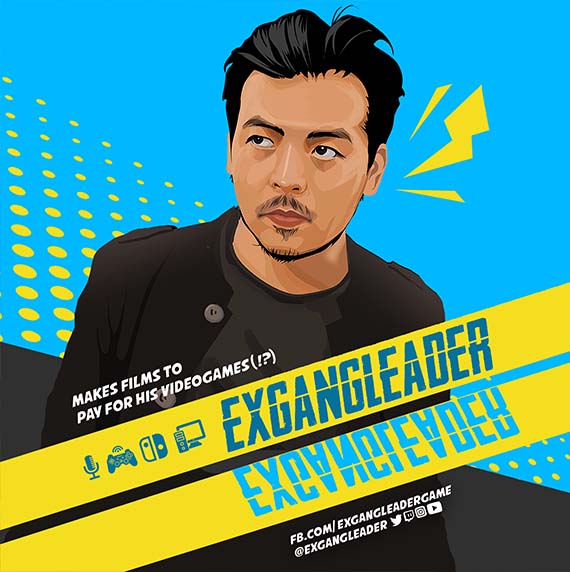 MAKES FILMS TO
PAY FOR HIS VIDEOGAMES(!?)
EXGANGLEADER
EXGANGLEADER
FB.COM/EXGANGLEADERGAME
@EXGANGLEADER